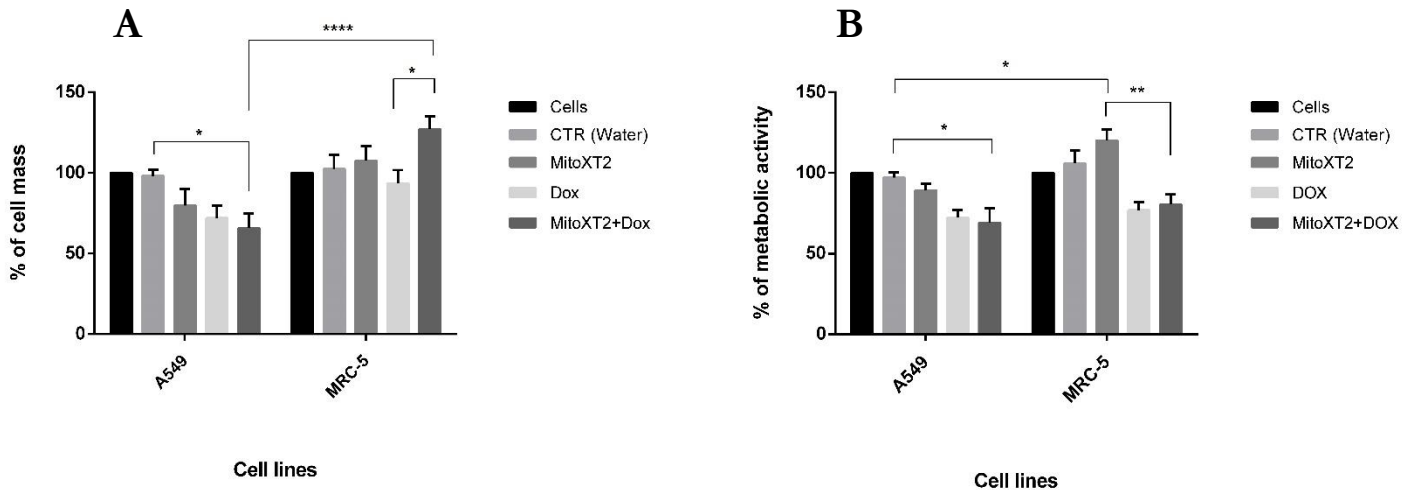 A
****
*
*
150
100
50
0
% of cell mass
A549
MRC-5
Cell lines
Cells
CTR (Water)
MitoXT2
Dox
MitoXT2+Dox
B
*
**
*
150
100
50
0
% of metabolic activity
A549
MRC-5
Cell lines
Cells
CTR (Water)
MitoXT2
DOX
MitoXT2+DOX